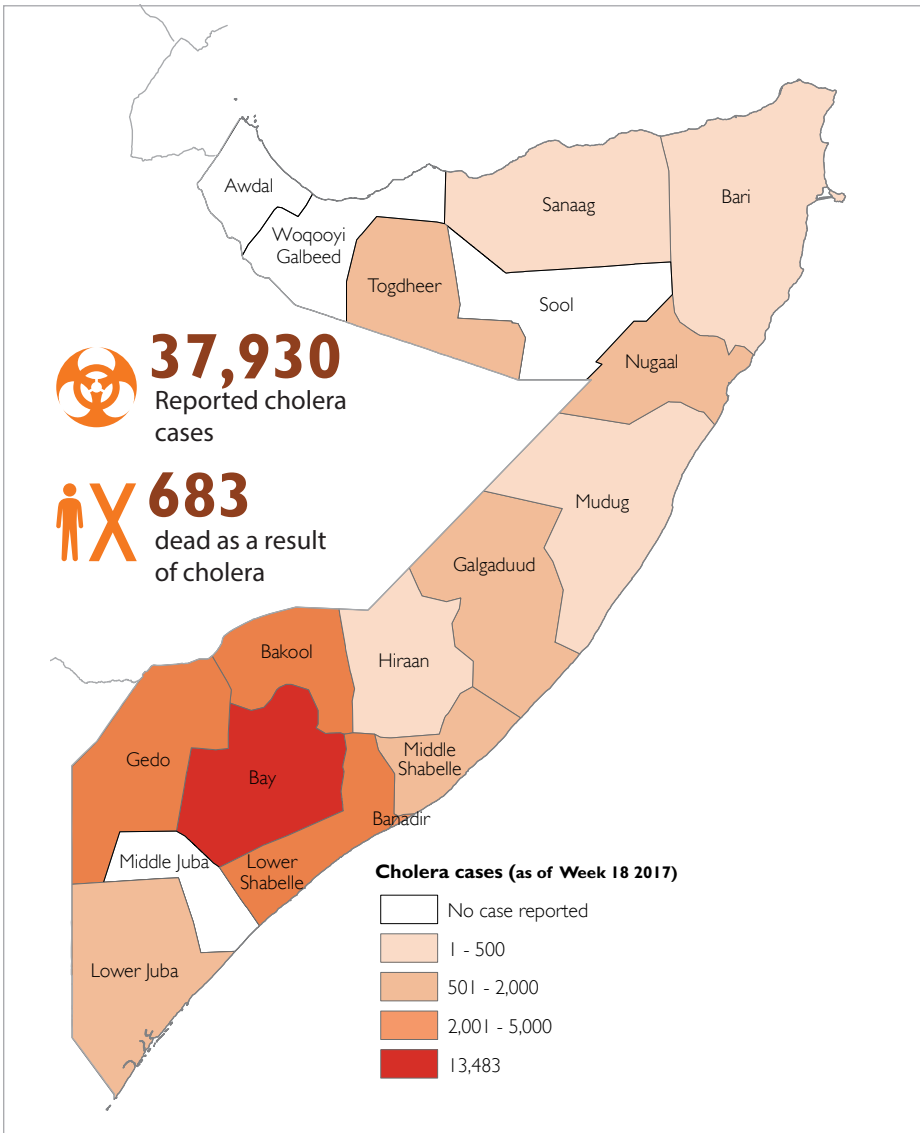 Awdal
Sanaag
Bari
Woqooyi
Galbeed
Togdheer
Sool
37,930
Reported cholera
cases
Nugaal
683
dead as a result
of cholera
Mudug
Galgaduud
Bakool
Hiraan
Gedo
Bay
Middle
Shabelle
Banadir
Middle Juba
Lower
Shabelle
Lower Juba
Cholera cases (as of Week 18 2017)
No case reported
1 - 500
501 - 2,000
2,001 - 5,000
13,483